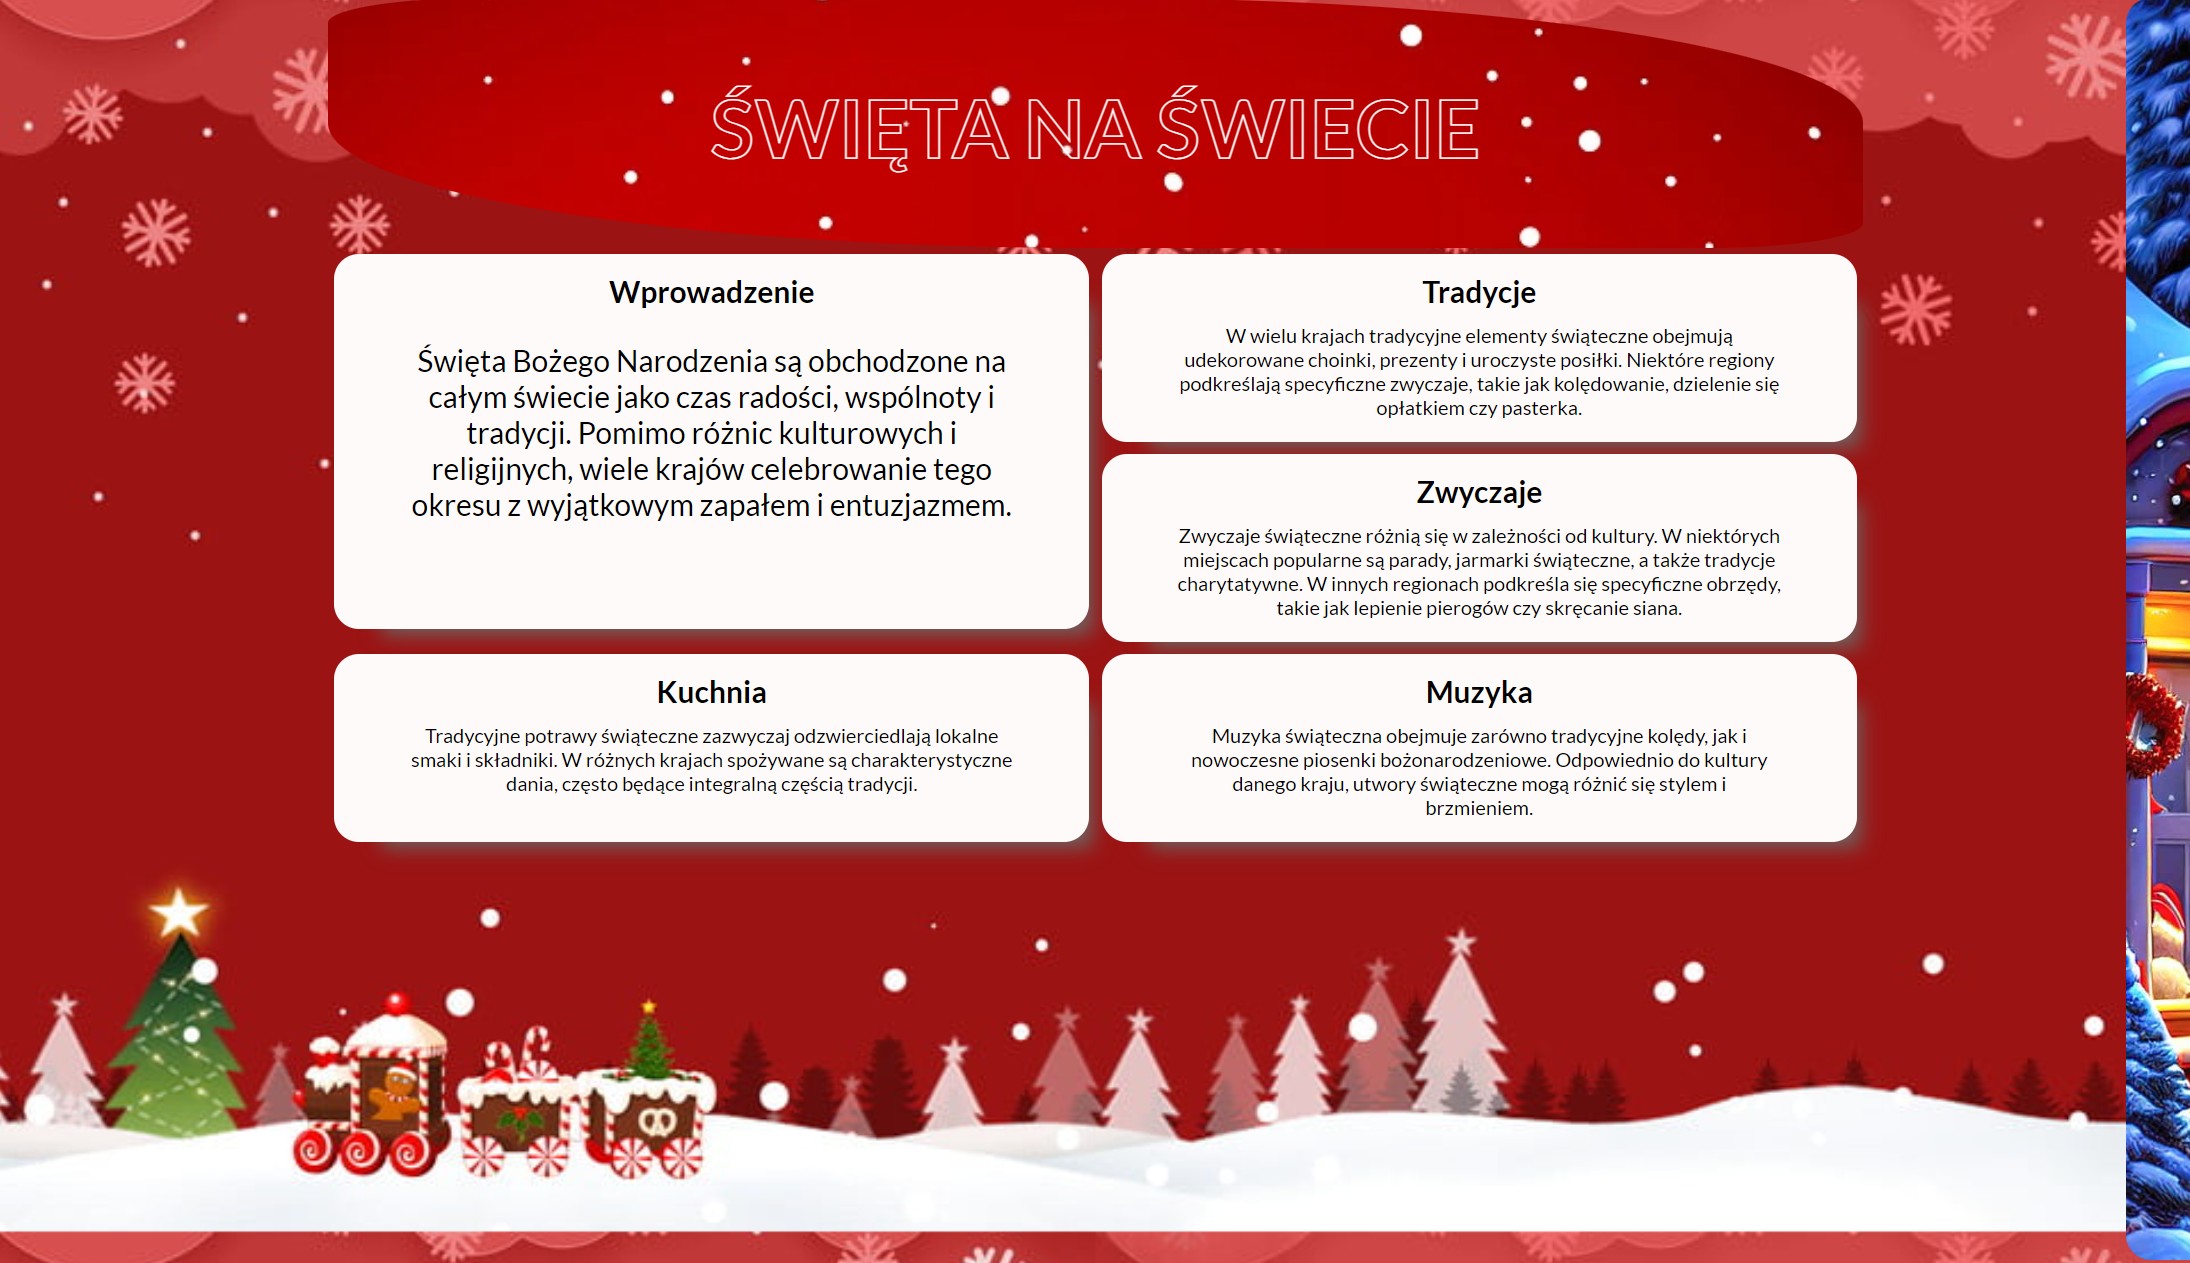 ŚWIĘTA NA ŚWIECIE
Wprowadzenie
Święta Bożego Narodzenia są obchodzone na
całym świecie jako czas radości, wspólnoty i
tradycji. Pomimo różnic kulturowych i
religijnych, wiele krajów celebrowanie tego
okresu z wyjątkowym zapałem i entuzjazmem.
Tradycje
W wielu krajach tradycyjne elementy świąteczne obejmują
udekorowane choinki, prezenty i uroczyste posiłki. Niektóre regiony
podkreślają specyficzne zwyczaje, takie jak kolędowanie, dzielenie się
opłatkiem czy pasterka.
Zwyczaje
Zwyczaje świąteczne różnią się w zależności od kultury. W niektórych
miejscach popularne są parady, jarmarki świąteczne, a także tradycje
charytatywne. W innych regionach podkreśla się specyficzne obrzędy,
takie jak lepienie pierogów czy skręcanie siana.
Kuchnia
Tradycyjne potrawy świąteczne zazwyczaj odzwierciedlają lokalne
smaki i składniki. W różnych krajach spożywane są charakterystyczne
dania, często będące integralną częścią tradycji.
Muzyka
Muzyka świąteczna obejmuje zarówno tradycyjne kolędy, jak i
nowoczesne piosenki bożonarodzeniowe. Odpowiednio do kultury
danego kraju, utwory świąteczne mogą różnić się stylem i
brzmieniem.